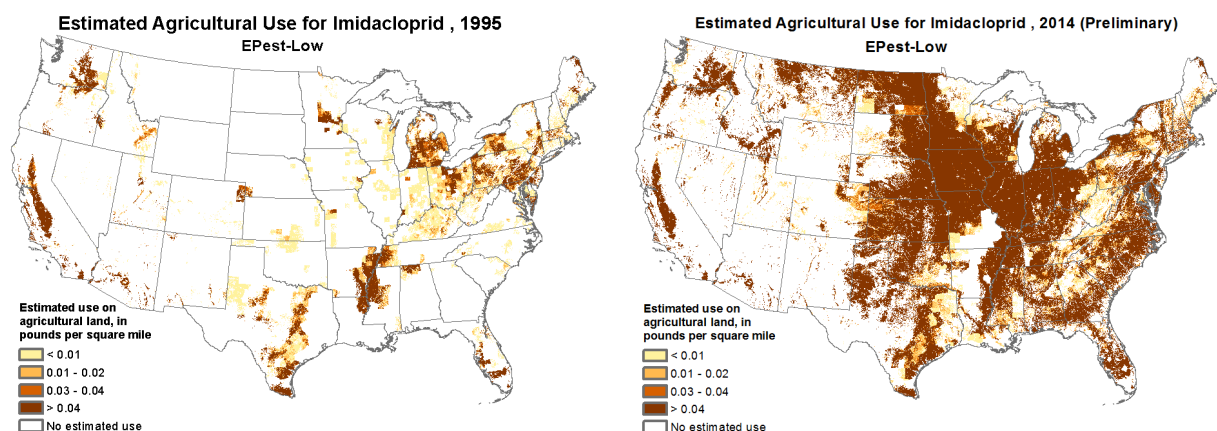 Estimated Agricultural Use for Imidacloprid , 1995
EPest-Low
Estimated use on
agricultural land, in
pounds per square mile
< 0.01
0.01 - 0.02
0.03 - 0.04
> 0.04
No estimated use
Estimated Agricultural Use for Imidacloprid , 2014 (Preliminary)
EPest-Low
Estimated use on
agricultural land, in
pounds per square mile
< 0.01
0.01 - 0.02
0.03 - 0.04
> 0.04
No estimated use